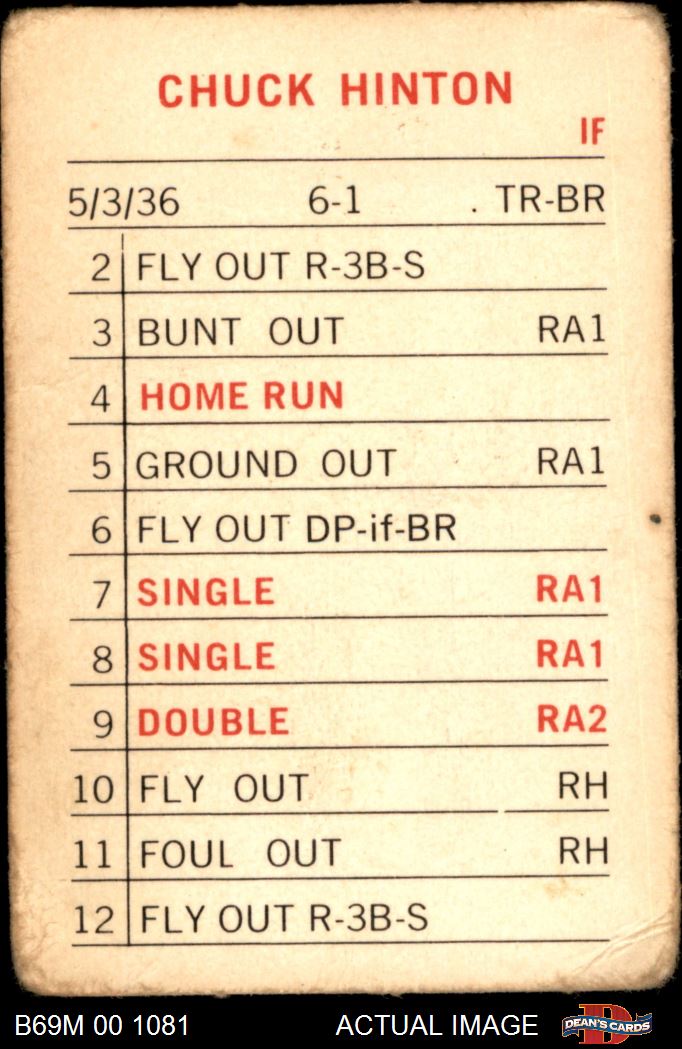 CHUCK HINTON
IF
5/3/36 6-1 . TR-BR
2 FLY OUT R-3B-S
3 BUNT OUT RA1
4 HOME RUN
5 GROUND OUT RA1
6 FLY OUT DP-if-BR
7 SINGLE RA1
8 SINGLE RA1
9 DOUBLE RA2
10 FLY OUT RH
11 FOUL OUT RH
12 FLY OUT R-3B-S
B69M 00 1081 ACTUAL IMAGE D DEAN'S CARDS